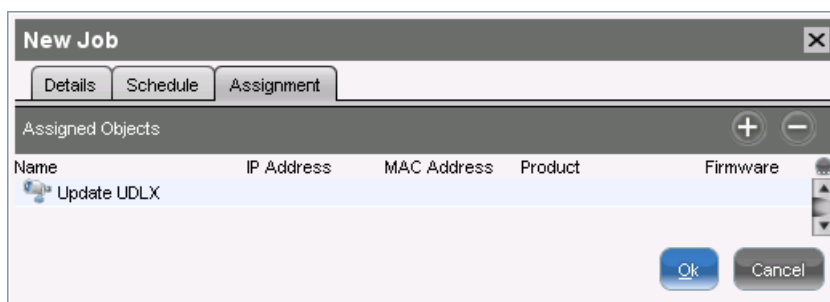 New Job
Details Schedule Assignment
Assigned Objects
Name IP Address MAC Address Product Firmware
Update UDLX
Ok Cancel